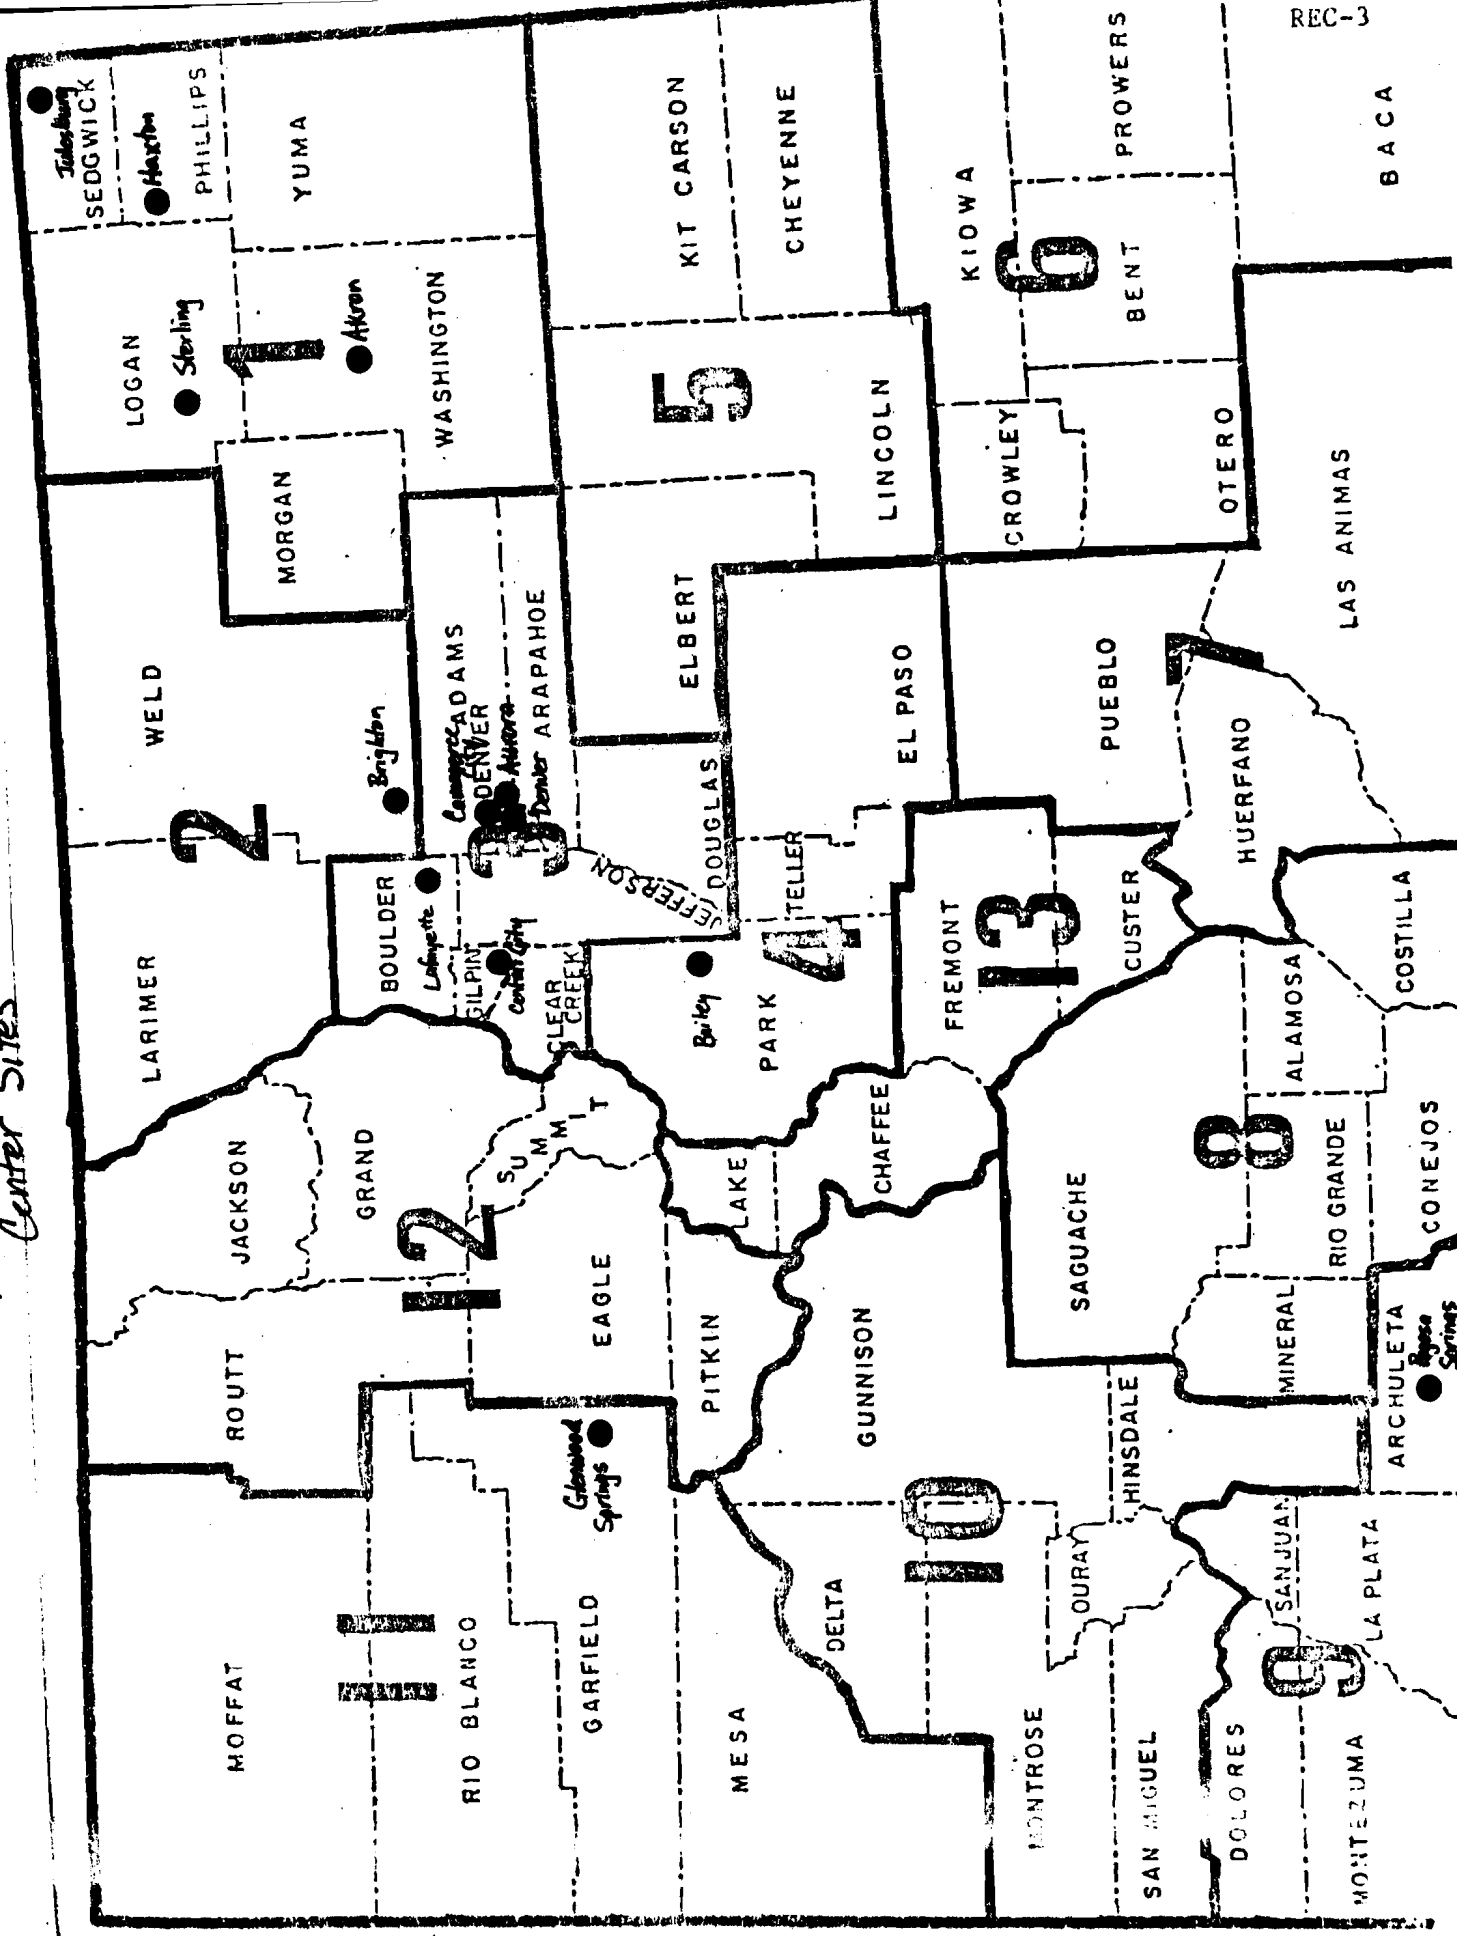 REC-3
Center Sites
MOFFAT
ROUTT
JACKSON
LARIMER
WELD
LOGAN
Sterling
Julesburg
SEDGWICK
Haxton
PHILLIPS
YUMA
1
Akron
WASHINGTON
MORGAN
2
Brighton
GRAND
12
SUMMIT
BOULDER
Lafayette
GILPIN
Central City
CLEAR
CREEK
Commerce
City
ADAMS
DENVER
Aurora
Denver
ARAPAHOE
3
JEFFERSON
11
RIO BLANCO
GARFIELD
Glenwood
Springs
EAGLE
MESA
PITKIN
LAKE
Bailey
PARK
4
TELLER
DOUGLAS
ELBERT
EL PASO
5
LINCOLN
KIT CARSON
CHEYENNE
DELTA
GUNNISON
CHAFFEE
10
FREMONT
13
CUSTER
PUEBLO
CROWLEY
KIOWA
6
BENT
PROWERS
OTERO
MONTROSE
OURAY
HINSDALE
SAGUACHE
SAN MIGUEL
DOLORES
SAN JUAN
MINERAL
8
RIO GRANDE
ALAMOSA
HUERFANO
7
LAS ANIMAS
BACA
MONTEZUMA
9
LA PLATA
ARCHULETA
Pagosa
Springs
CONEJOS
COSTILLA